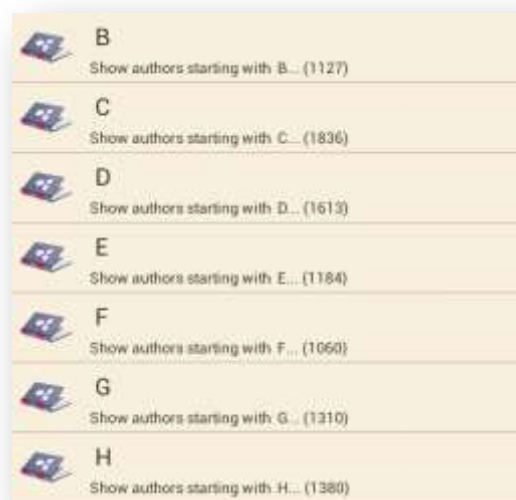 B
Show authors starting with B... (1127)
C
Show authors starting with C... (1836)
D
Show authors starting with D... (1613)
E
Show authors starting with E... (1184)
F
Show authors starting with F... (1060)
G
Show authors starting with G... (1310)
H
Show authors starting with H... (1380)